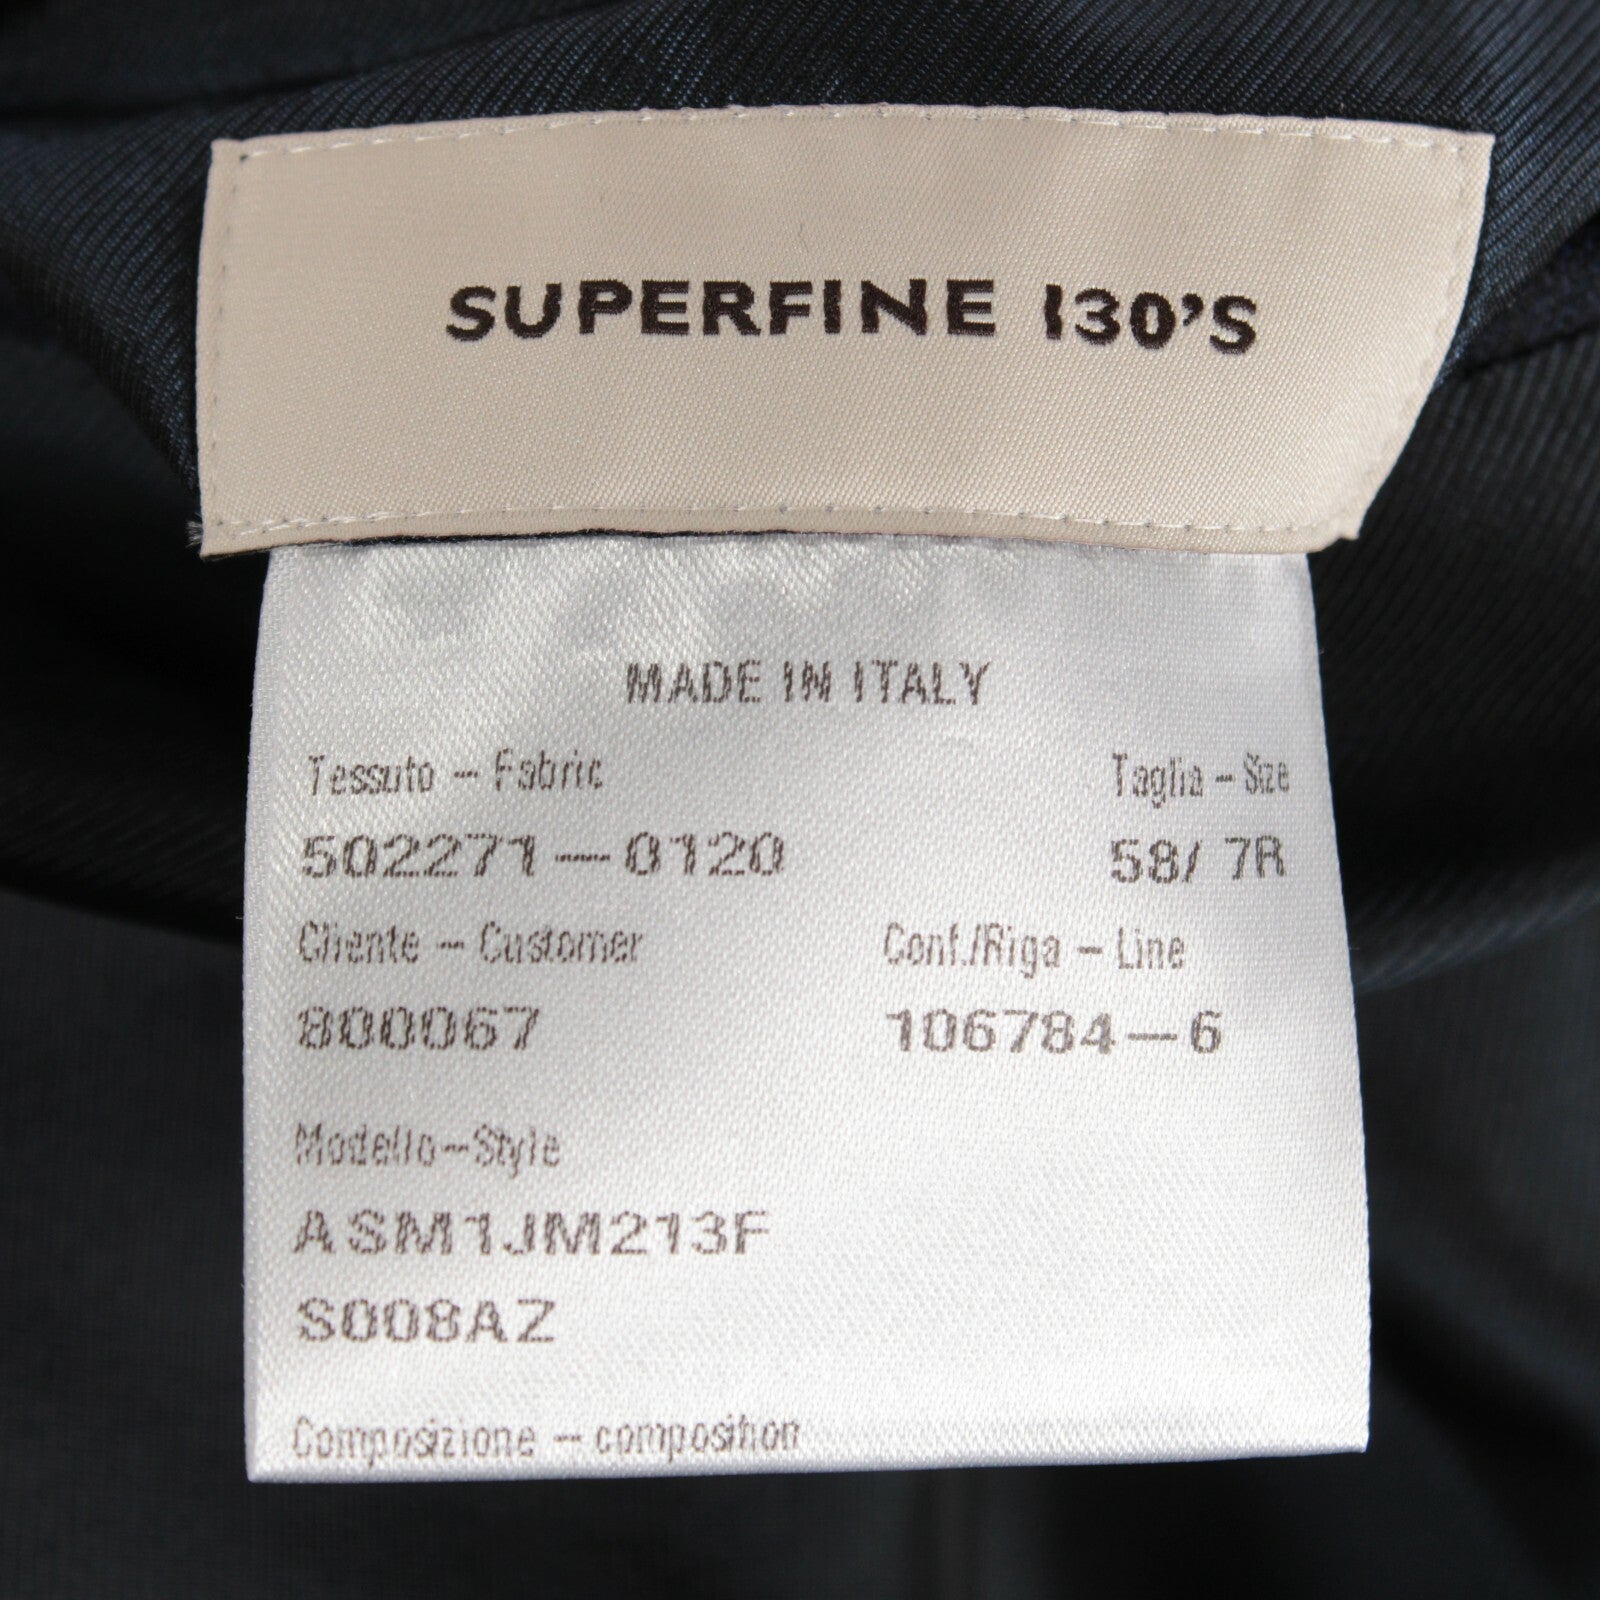 SUPERFINE 130'S
MADE IN ITALY
Tessuto - Fabric Taglia - Size
502271-0120 58/ 7R
Cliente - Customer Conf./Riga - Line
800067 106784-6
Modello-Style
ASM1JM213F
S008AZ
Composizione - composition